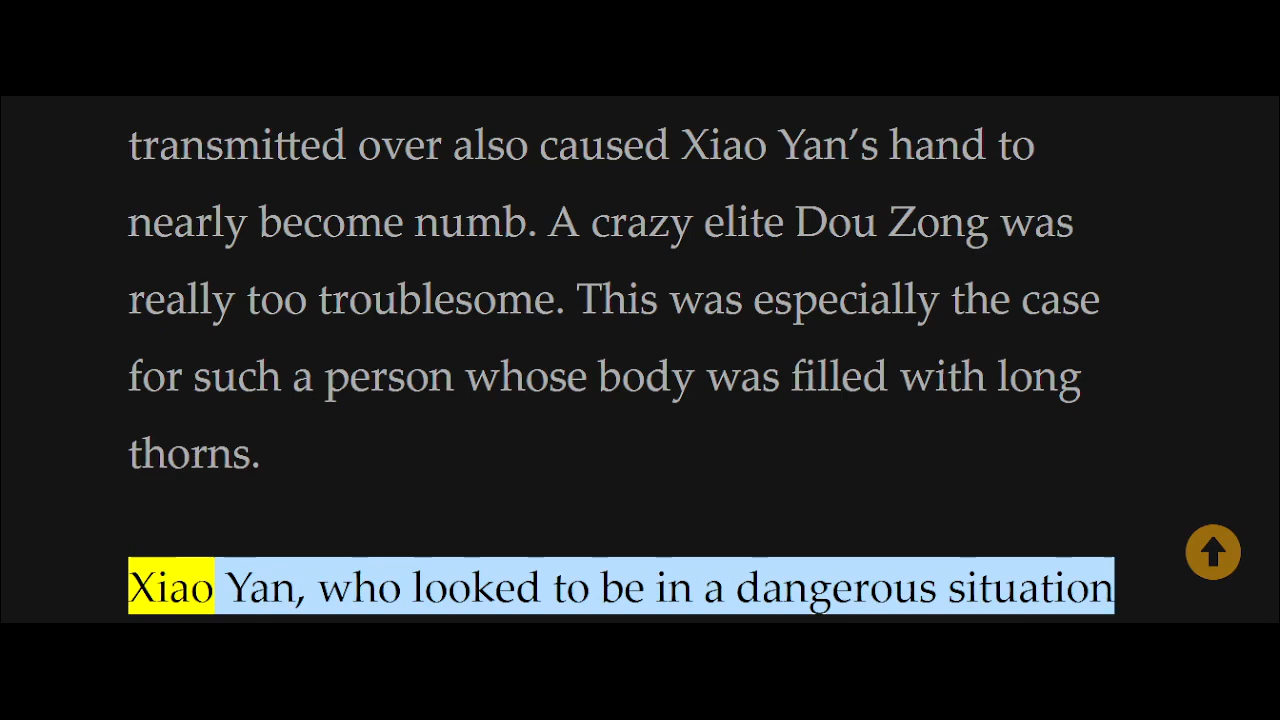 transmitted over also caused Xiao Yan’s hand to
nearly become numb. A crazy elite Dou Zong was
really too troublesome. This was especially the case
for such a person whose body was filled with long
thorns.
Xiao Yan, who looked to be in a dangerous situation